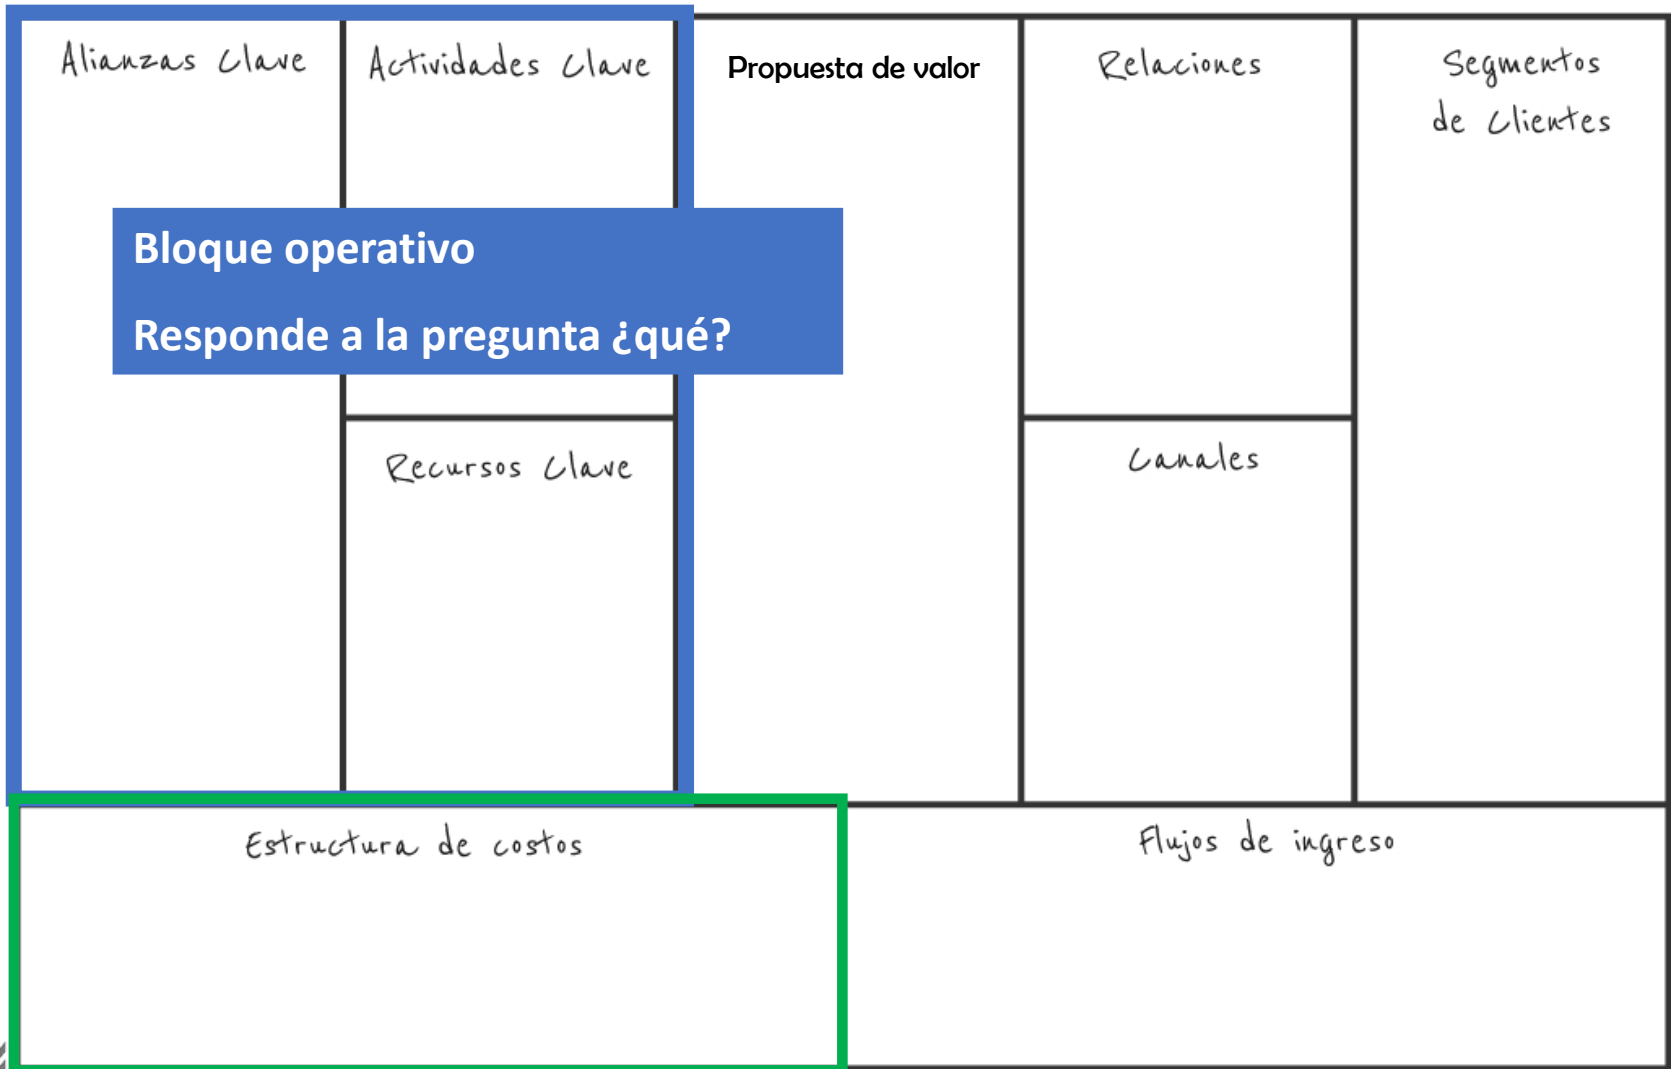 Alianzas Clave
Actividades Clave
Propuesta de valor
Relaciones
Segmentos
de Clientes
Bloque operativo
Responde a la pregunta ¿qué?
Recursos Clave
Canales
Estructura de costos
Flujos de ingreso